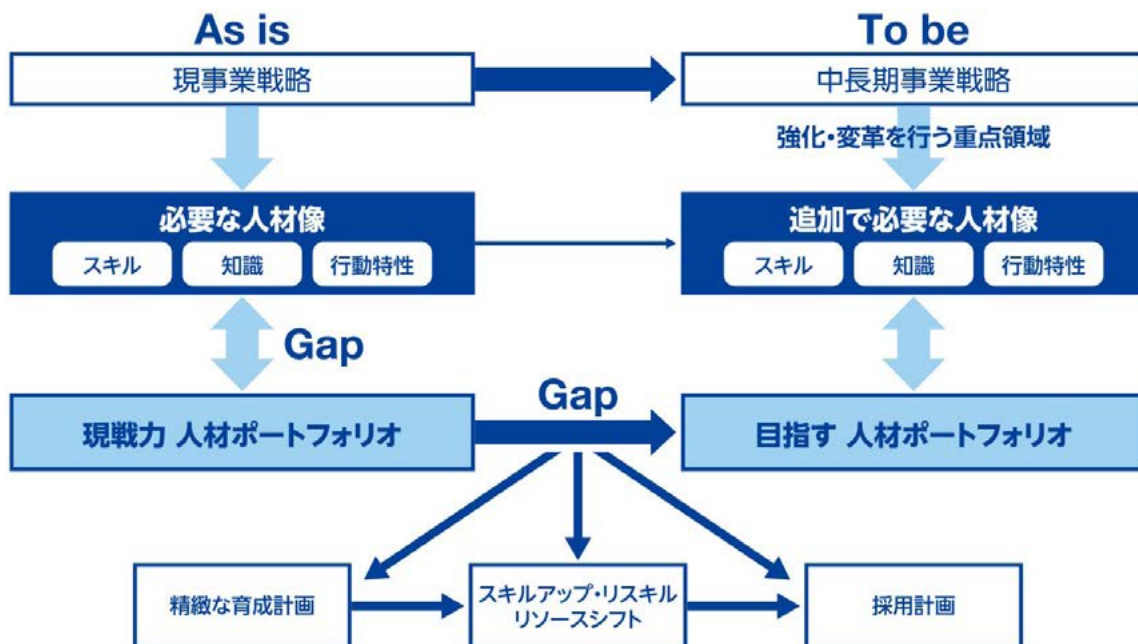 As is
To be
現事業戦略
中長期事業戦略
強化・変革を行う重点領域
必要な人材像
スキル
知識
行動特性
追加で必要な人材像
スキル
知識
行動特性
Gap
Gap
現戦力 人材ポートフォリオ
目指す 人材ポートフォリオ
精緻な育成計画
スキルアップ・リスキル
リソースシフト
採用計画